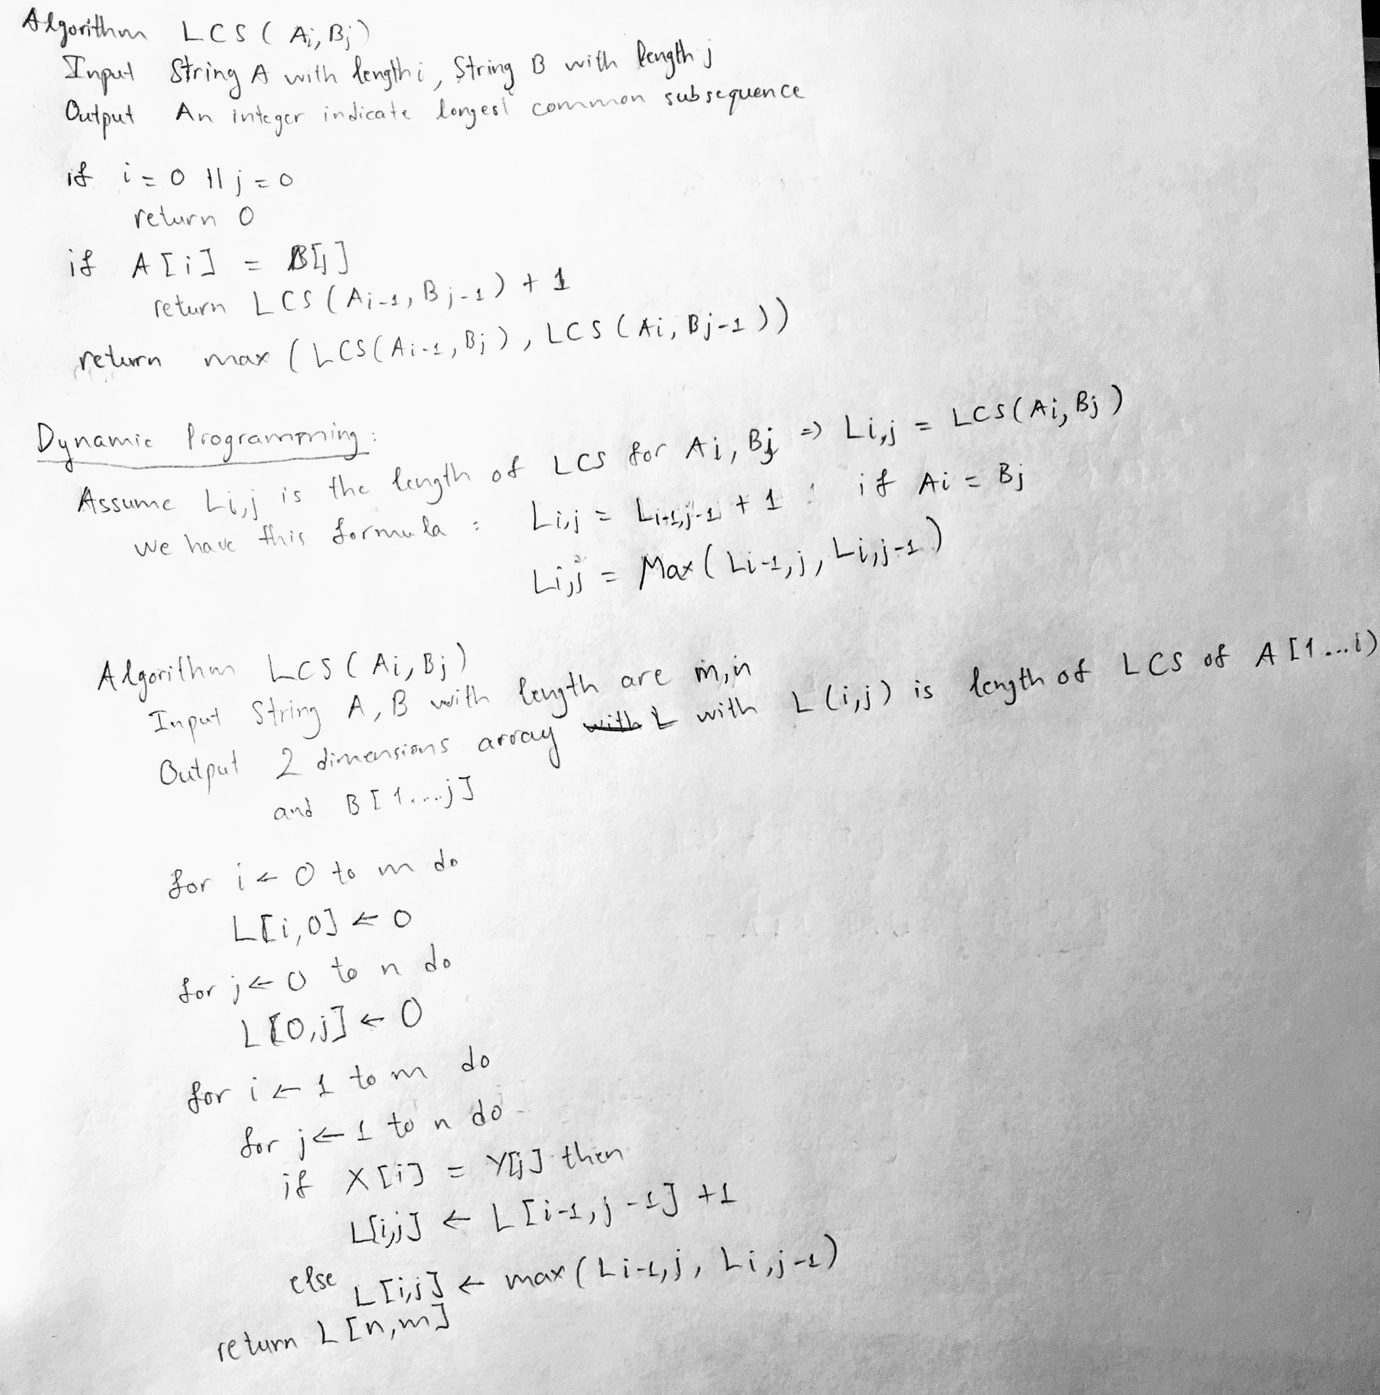 Algorithm LCS ( Ai, Bj )
Input String A with length i, String B with length j
Output An integer indicate longest common subsequence
if i = 0 || j = 0
return 0
if A[i] = B[j]
return LCS ( Ai-1, Bj-1 ) + 1
return max ( LCS( Ai-1, Bj ), LCS ( Ai, Bj-1 ))
Dynamic Programming :
Assume Li,j is the length of LCS for Ai, Bj => Li,j = LCS( Ai, Bj )
we have this formula : Li,j = Li-1,j-1 + 1 if Ai = Bj
Li,j = Max ( Li-1,j, Li,j-1 )
Algorithm LCS ( Ai, Bj )
Input String A, B with length are m,n
Output 2 dimensions array with L with L (i,j) is length of LCS of A [1...i)
and B [1....j]
for i ← 0 to m do
L[i,0] ← 0
for j ← 0 to n do
L[0,j] ← 0
for i ← 1 to m do
for j ← 1 to n do
if X[i] = Y[j] then
L[i,j] ← L[i-1, j-1] +1
else L[i,j] ← max ( Li-1,j, Li,j-1)
return L[n,m]